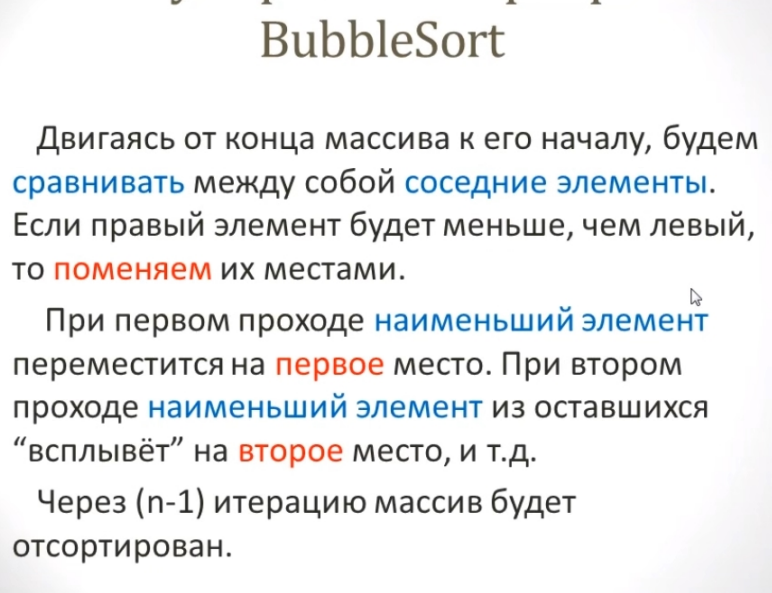 BubbleSort
Двигаясь от конца массива к его началу, будем
сравнивать между собой соседние элементы.
Если правый элемент будет меньше, чем левый,
то поменяем их местами.
При первом проходе наименьший элемент
переместится на первое место. При втором
проходе наименьший элемент из оставшихся
“всплывёт” на второе место, и т.д.
Через (n-1) итерацию массив будет
отсортирован.